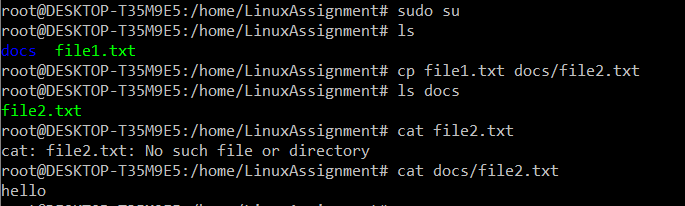 root@DESKTOP-T35M9E5:/home/LinuxAssignment# sudo su
root@DESKTOP-T35M9E5:/home/LinuxAssignment# ls
docs  file1.txt
root@DESKTOP-T35M9E5:/home/LinuxAssignment# cp file1.txt docs/file2.txt
root@DESKTOP-T35M9E5:/home/LinuxAssignment# ls docs
file2.txt
root@DESKTOP-T35M9E5:/home/LinuxAssignment# cat file2.txt
cat: file2.txt: No such file or directory
root@DESKTOP-T35M9E5:/home/LinuxAssignment# cat docs/file2.txt
hello